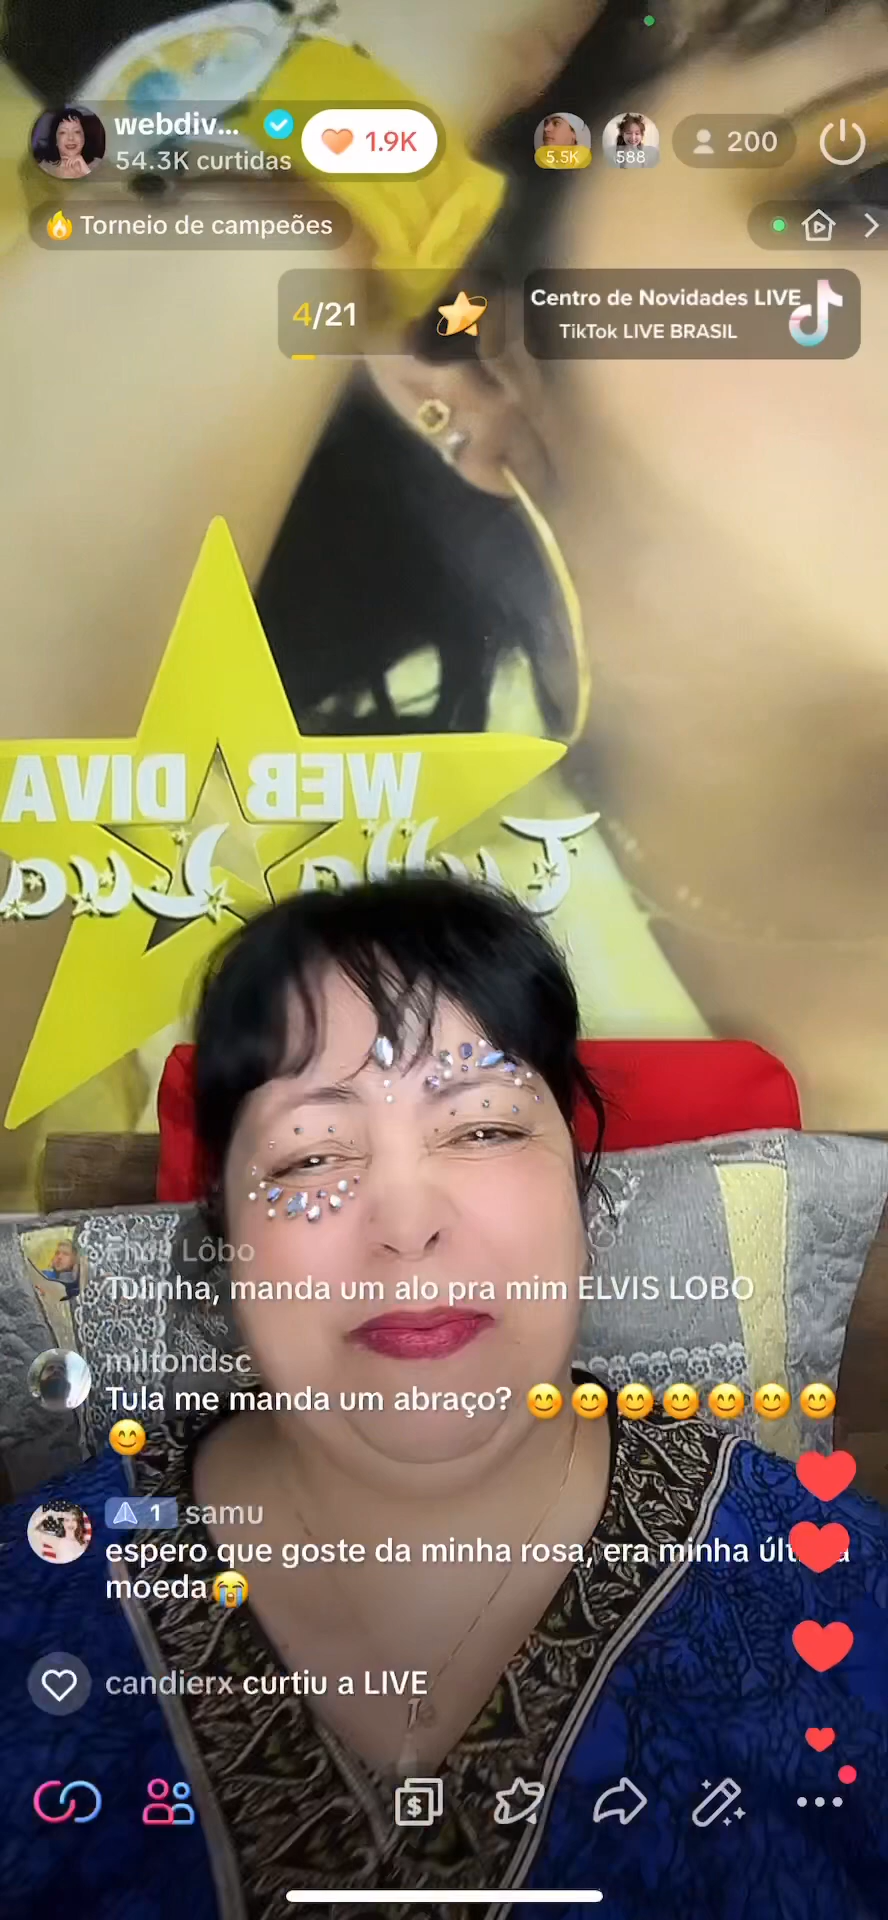 webdiv...
54.3K curtidas
1.9K
5.5K
588
200
Torneio de campeões
4/21
Centro de Novidades LIVE
TikTok LIVE BRASIL
WEB DIVA
Tulla Luana
Lôbo
Tulinha, manda um alo pra mim ELVIS LOBO
miltondsc
Tula me manda um abraço? 😊😊😊😊😊😊😊
😊
1 samu
espero que goste da minha rosa, era minha
moeda😭
candierx curtiu a LIVE